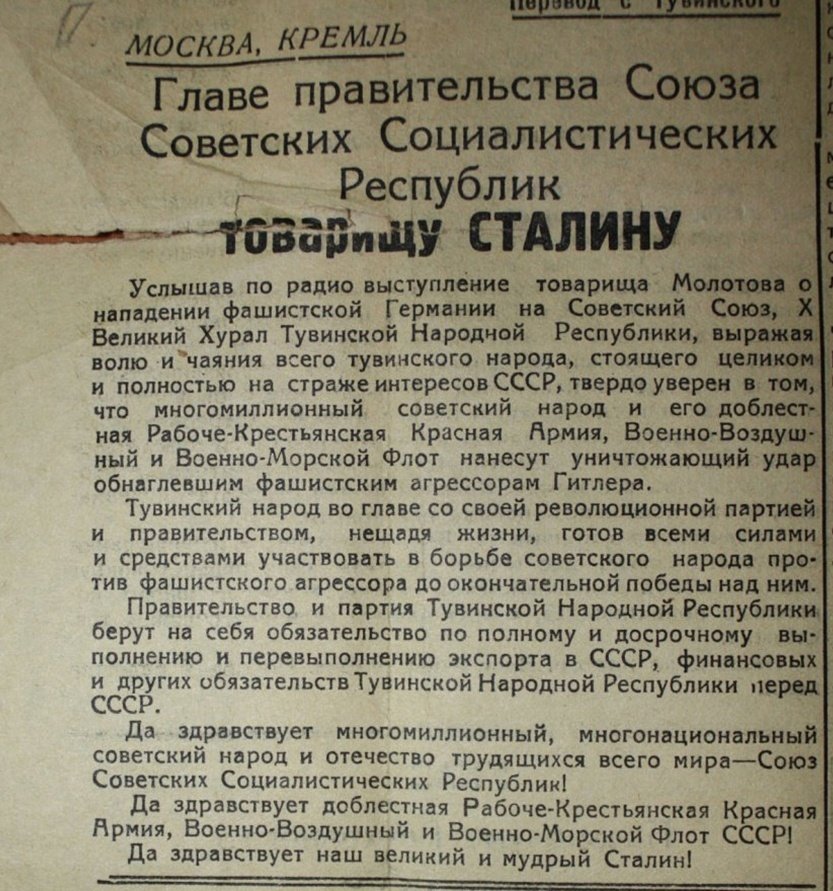 Перевод с Тувинского
МОСКВА, КРЕМЛЬ
Главе правительства Союза
Советских Социалистических
Республик
товарищу СТАЛИНУ
Услышав по радио выступление товарища Молотова о
нападении фашистской Германии на Советский Союз, X
Великий Хурал Тувинской Народной Республики, выражая
волю и чаяния всего тувинского народа, стоящего целиком
и полностью на страже интересов СССР, твердо уверен в том,
что многомиллионный советский народ и его доблест-
ная Рабоче-Крестьянская Красная Армия, Военно-Воздуш-
ный и Военно-Морской Флот нанесут уничтожающий удар
обнаглевшим фашистским агрессорам Гитлера.
Тувинский народ во главе со своей революционной партией
и правительством, нещадя жизни, готов всеми силами
и средствами участвовать в борьбе советского народа про-
тив фашистского агрессора до окончательной победы над ним.
Правительство и партия Тувинской Народной Республики
берут на себя обязательство по полному и досрочному вы-
полнению и перевыполнению экспорта в СССР, финансовых
и других обязательств Тувинской Народной Республики перед
СССР.
Да здравствует многомиллионный, многонациональный
советский народ и отечество трудящихся всего мира—Союз
Советских Социалистических Республик!
Да здравствует доблестная Рабоче-Крестьянская Красная
Армия, Военно-Воздушный и Военно-Морской Флот СССР!
Да здравствует наш великий и мудрый Сталин!